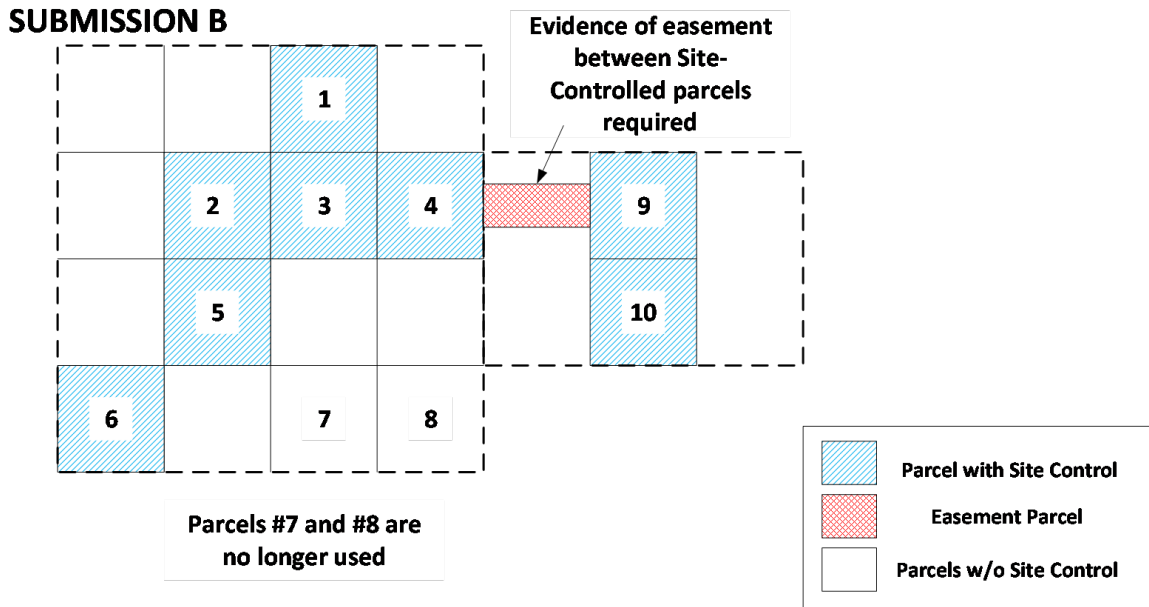 SUBMISSION B
Evidence of easement
between Site-
Controlled parcels
required
1
2
3
4
9
5
10
6
7
8
Parcels #7 and #8 are
no longer used
Parcel with Site Control
Easement Parcel
Parcels w/o Site Control